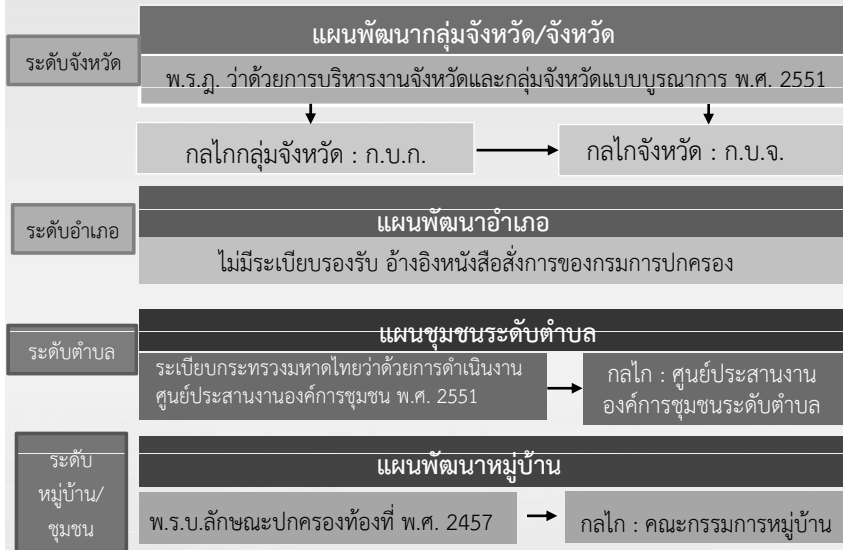 แผนพัฒนากลุ่มจังหวัด/จังหวัด
ระดับจังหวัด
พ.ร.ฎ. ว่าด้วยการบริหารงานจังหวัดและกลุ่มจังหวัดแบบบูรณาการ พ.ศ. 2551
กลไกกลุ่มจังหวัด : ก.บ.ก.
กลไกจังหวัด : ก.บ.จ.
ระดับอำเภอ
แผนพัฒนาอำเภอ
ไม่มีระเบียบรองรับ อ้างอิงหนังสือสั่งการของกรมการปกครอง
ระดับตำบล
แผนชุมชนระดับตำบล
ระเบียบกระทรวงมหาดไทยว่าด้วยการดำเนินงาน
ศูนย์ประสานงานองค์การชุมชน พ.ศ. 2551
กลไก : ศูนย์ประสานงาน
องค์การชุมชนระดับตำบล
ระดับ
หมู่บ้าน/
ชุมชน
แผนพัฒนาหมู่บ้าน
พ.ร.บ.ลักษณะปกครองท้องที่ พ.ศ. 2457
กลไก : คณะกรรมการหมู่บ้าน